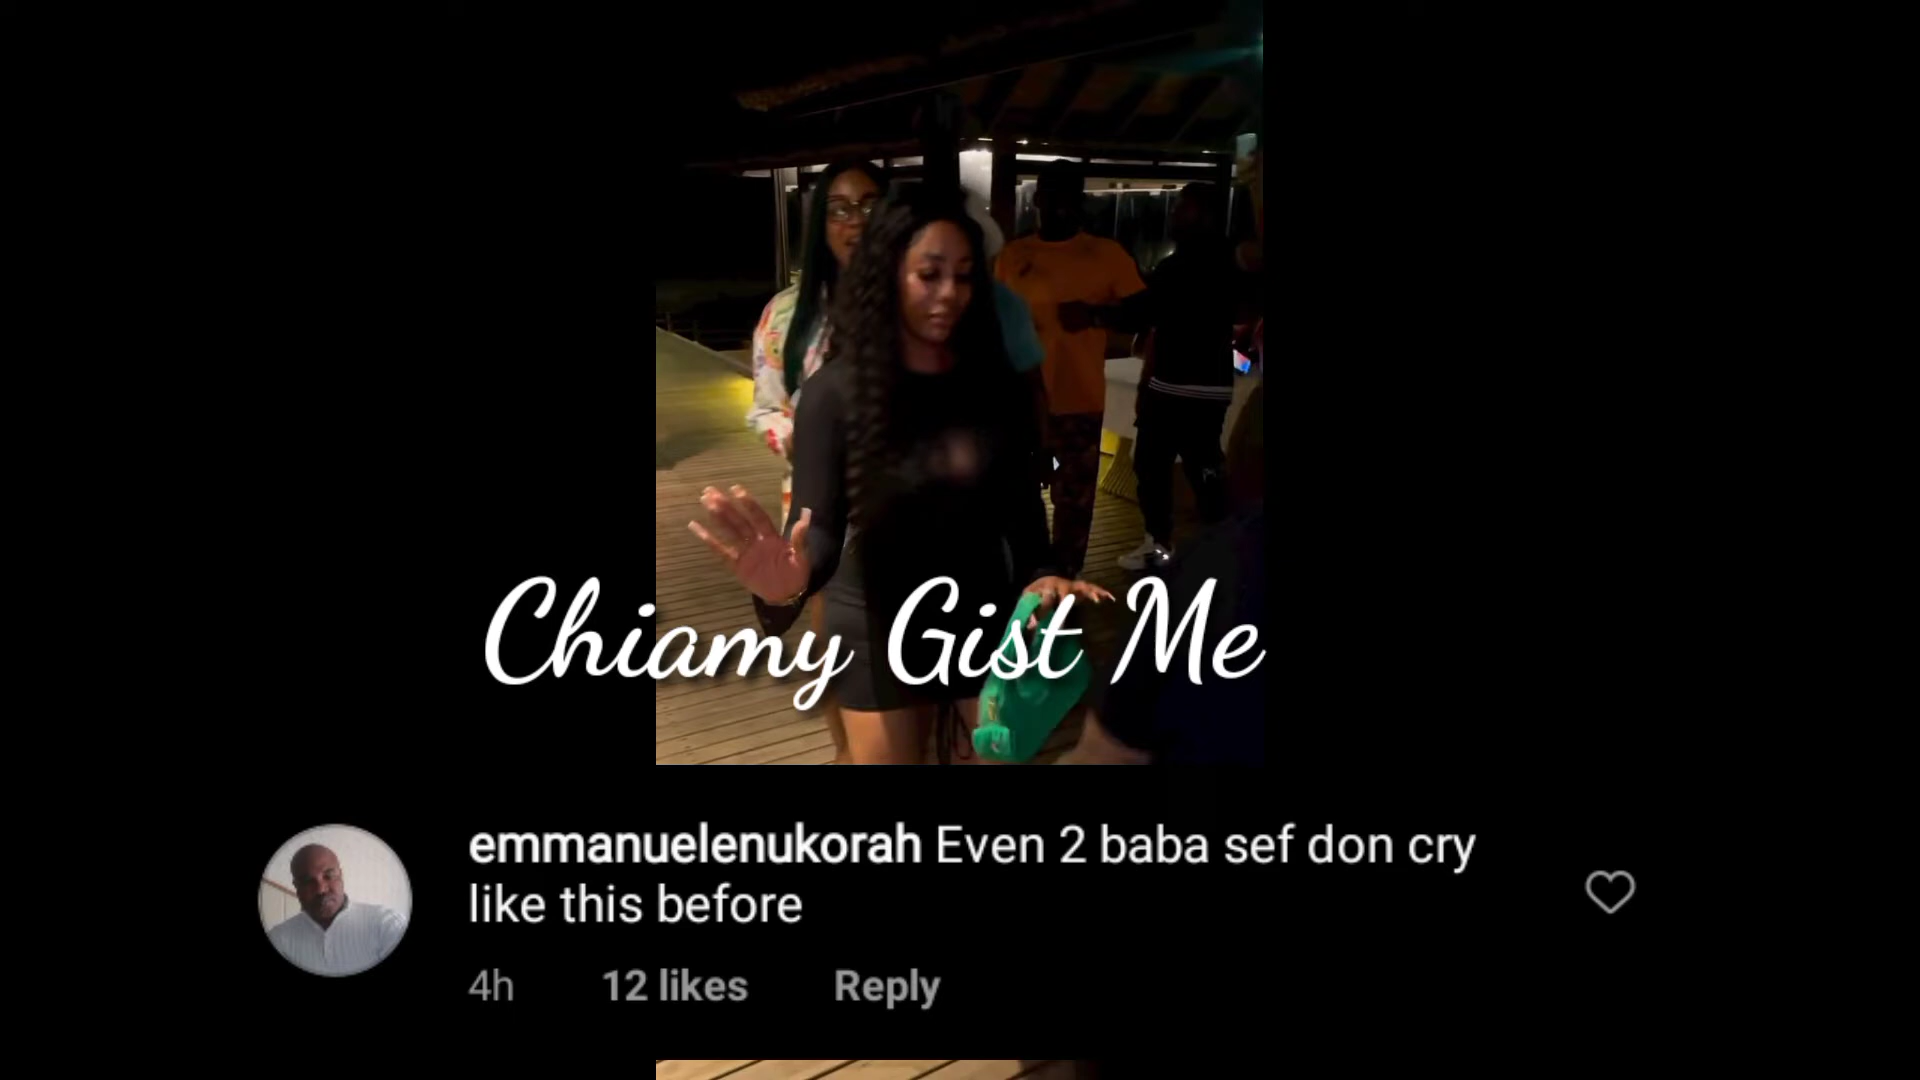 Chiamy Gist Me
emmanuelenukorah Even 2 baba sef don cry
like this before
4h 12 likes Reply